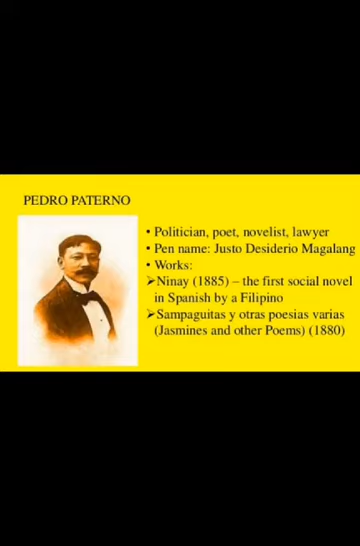 PEDRO PATERNO
• Politician, poet, novelist, lawyer
• Pen name: Justo Desiderio Magalang
• Works:
➢Ninay (1885) – the first social novel
in Spanish by a Filipino
➢Sampaguitas y otras poesias varias
(Jasmines and other Poems) (1880)